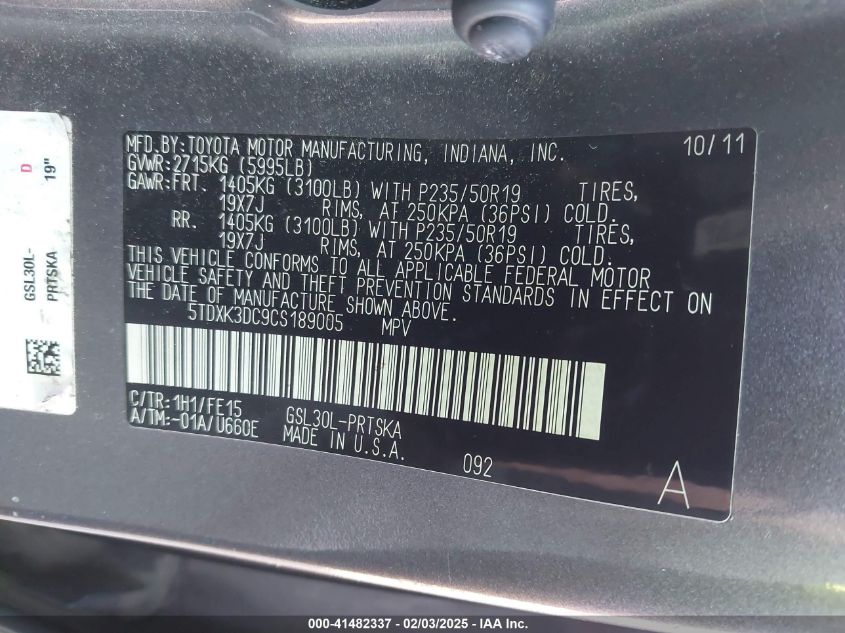 MFD.BY:TOYOTA MOTOR MANUFACTURING, INDIANA, INC. 10/11
GVWR:2715KG (5995LB)
GAWR:FRT. 1405KG (3100LB) WITH P235/50R19 TIRES,
19X7J RIMS, AT 250KPA (36PSI) COLD.
RR. 1405KG (3100LB) WITH P235/50R19 TIRES,
19X7J RIMS, AT 250KPA (36PSI) COLD.
THIS VEHICLE CONFORMS TO ALL APPLICABLE FEDERAL MOTOR
VEHICLE SAFETY AND THEFT PREVENTION STANDARDS IN EFFECT ON
THE DATE OF MANUFACTURE SHOWN ABOVE.
5TDXK3DC9CS189005 MPV
C/TR:1H1/FE15 GSL30L-PRTSKA
A/TM:-01A/U660E MADE IN U.S.A.
092
A
GSL30L-
PRTSKA
D
19"
000-41482337 - 02/03/2025 - IAA Inc.